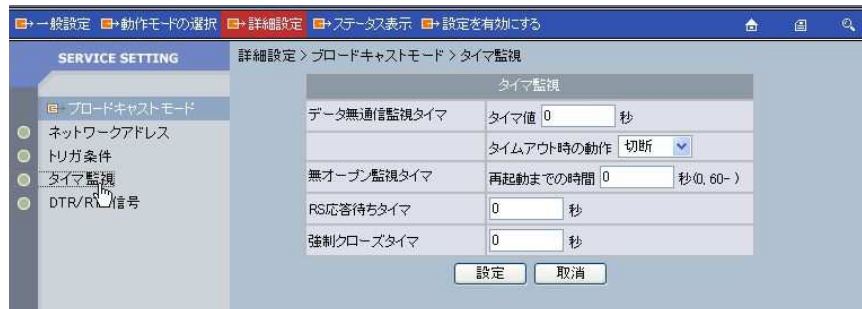 一般設定 動作モードの選択 詳細設定 ステータス表示 設定を有効にする
SERVICE SETTING
ブロードキャストモード
ネットワークアドレス
トリガ条件
タイマ監視
DTR/R 信号
詳細設定 > ブロードキャストモード > タイマ監視
タイマ監視
データ無通信監視タイマ タイマ値 0 秒
タイムアウト時の動作 切断
無オープン監視タイマ 再起動までの時間 0 秒(0, 60- )
RS応答待ちタイマ 0 秒
強制クローズタイマ 0 秒
設定 取消